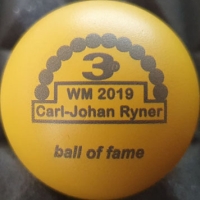 3
WM 2019
Carl-Johan Ryner
ball of fame